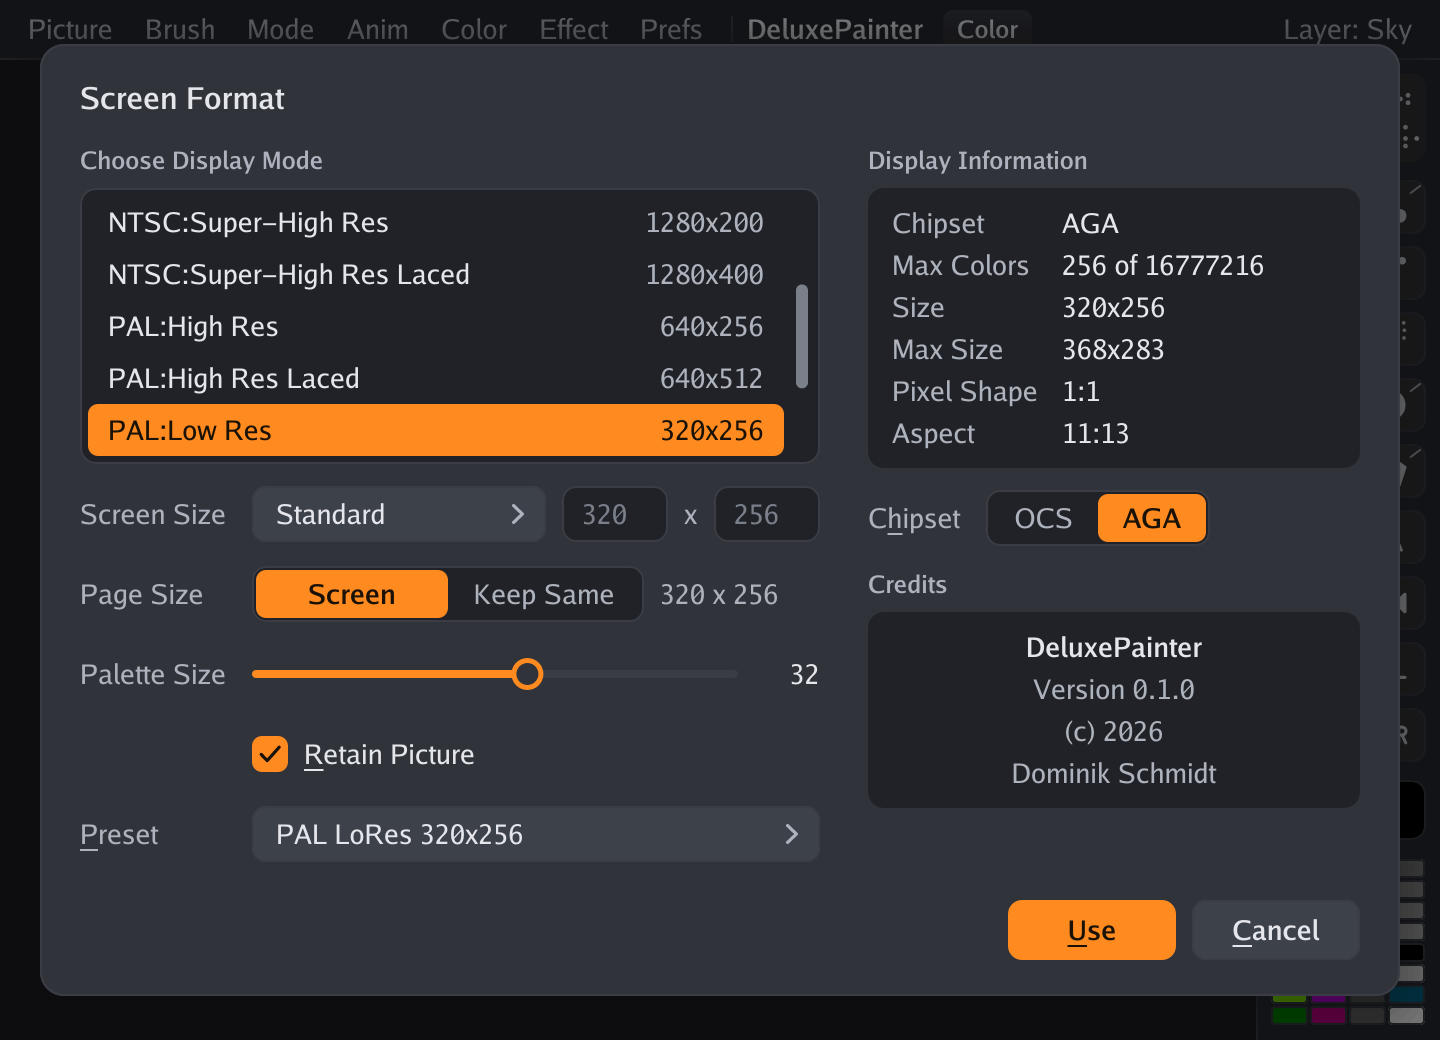 Picture Brush Mode Anim Color Effect Prefs DeluxePainter Color Layer: Sky
Screen Format
Choose Display Mode
NTSC:Super-High Res 1280x200
NTSC:Super-High Res Laced 1280x400
PAL:High Res 640x256
PAL:High Res Laced 640x512
PAL:Low Res 320x256
Screen Size Standard 320 x 256
Page Size Screen Keep Same 320 x 256
Palette Size 32
Retain Picture
Preset PAL LoRes 320x256
Display Information
Chipset AGA
Max Colors 256 of 16777216
Size 320x256
Max Size 368x283
Pixel Shape 1:1
Aspect 11:13
Chipset OCS AGA
Credits
DeluxePainter
Version 0.1.0
(c) 2026
Dominik Schmidt
Use Cancel